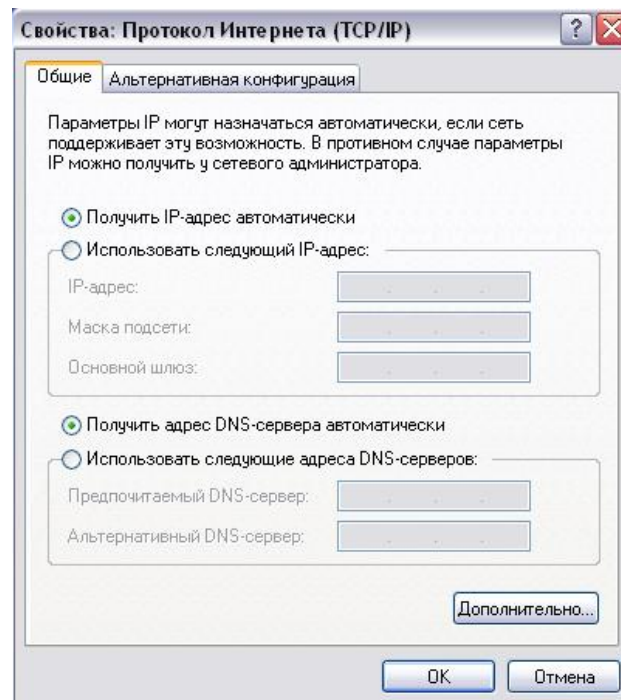 Свойства: Протокол Интернета (TCP/IP)
Общие
Альтернативная конфигурация
Параметры IP могут назначаться автоматически, если сеть
поддерживает эту возможность. В противном случае параметры
IP можно получить у сетевого администратора.
Получить IP-адрес автоматически
Использовать следующий IP-адрес:
IP-адрес:
Маска подсети:
Основной шлюз:
Получить адрес DNS-сервера автоматически
Использовать следующие адреса DNS-серверов:
Предпочитаемый DNS-сервер:
Альтернативный DNS-сервер:
Дополнительно...
OK
Отмена